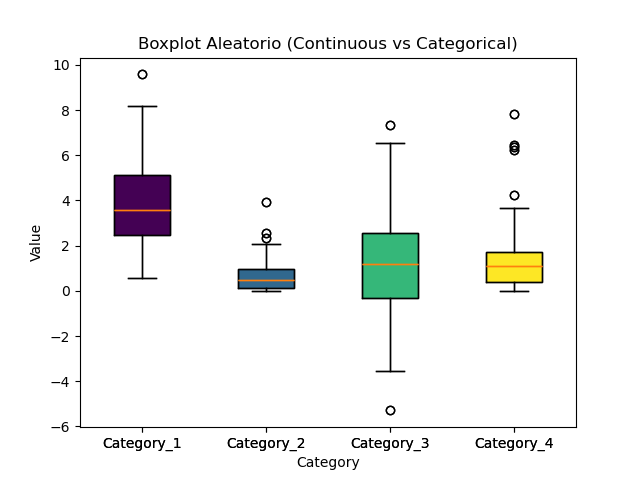 Boxplot Aleatorio (Continuous vs Categorical)
Value
10
8
6
4
2
0
−2
−4
−6
Category_1 Category_2 Category_3 Category_4
Category